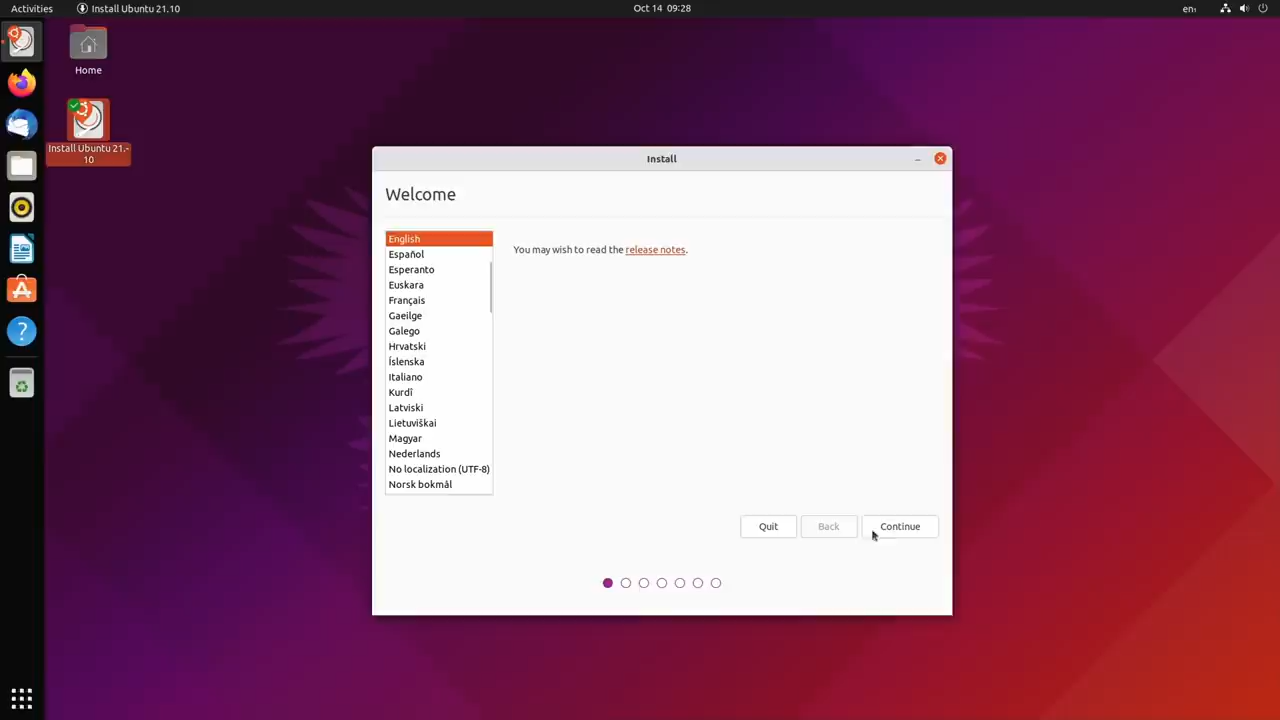 Activities
Install Ubuntu 21.10
Oct 14 09:28
en₁
Home
Install Ubuntu 21.-
10
Install
Welcome
English
Español
Esperanto
Euskara
Français
Gaeilge
Galego
Hrvatski
Íslenska
Italiano
Kurdî
Latviski
Lietuviškai
Magyar
Nederlands
No localization (UTF-8)
Norsk bokmål
You may wish to read the release notes.
Quit
Back
Continue